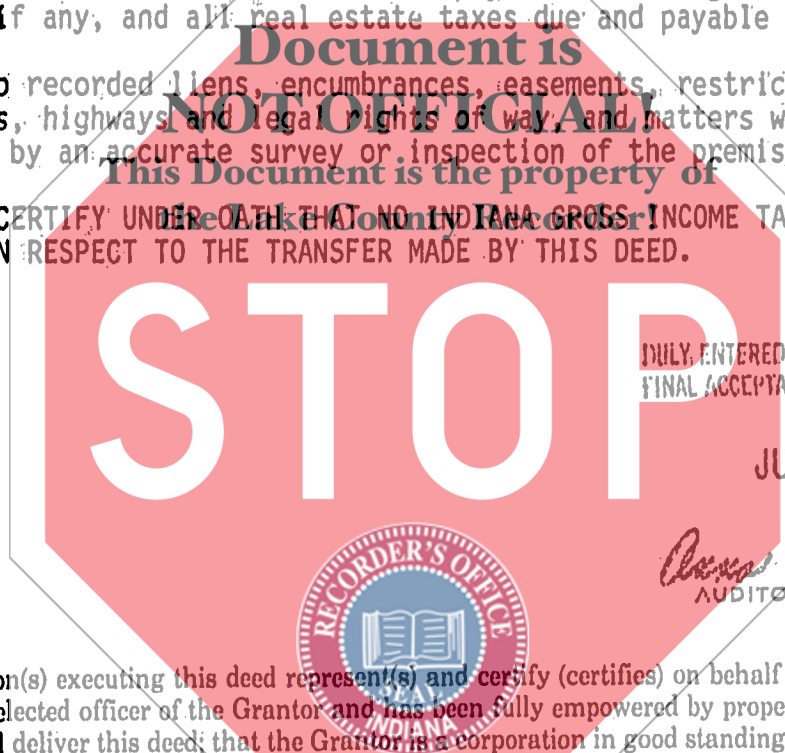 if any, and all real estate taxes due and payable
Document is
recorded liens, encumbrances, easements, restric
NOT OFFICIAL!
s, highways and legal rights of way, and matters w
by an accurate survey or inspection of the premis
This Document is the property of
the Lake County Recorder!
CERTIFY UNDER OATH THAT NO INDIANA GROSS INCOME TA
N RESPECT TO THE TRANSFER MADE BY THIS DEED.
STOP
DULY ENTERED
FINAL ACCEPTA
JU
AUDITO
RECORDER'S OFFICE
SEAL
INDIANA
on(s) executing this deed represent(s) and certify (certifies) on behalf
elected officer of the Grantor and has been fully empowered by prope
deliver this deed; that the Grantor is a corporation in good standing